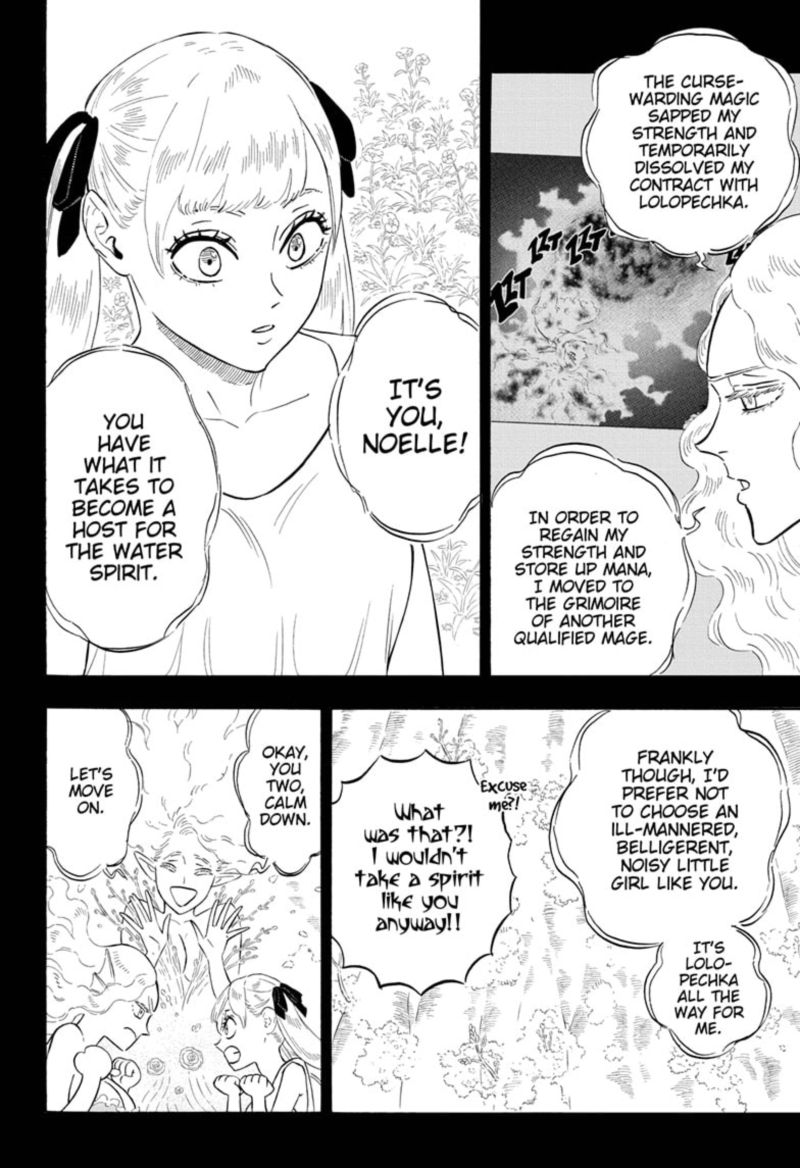 THE CURSE-
WARDING MAGIC
SAPPED MY
STRENGTH AND
TEMPORARILY
DISSOLVED MY
CONTRACT WITH
LOLOPECHKA.
ZZT
ZZT
ZZT
ZZT
IN ORDER TO
REGAIN MY
STRENGTH AND
STORE UP MANA,
I MOVED TO
THE GRIMOIRE
OF ANOTHER
QUALIFIED MAGE.
IT'S
YOU,
NOELLE!
YOU
HAVE
WHAT IT
TAKES TO
BECOME A
HOST FOR
THE WATER
SPIRIT.
FRANKLY
THOUGH, I'D
PREFER NOT
TO CHOOSE AN
ILL-MANNERED,
BELLIGERENT,
NOISY LITTLE
GIRL LIKE YOU.
IT'S
LOLO-
PECHKA
ALL THE
WAY FOR
ME.
Excuse
me?!
What
was that?!
I wouldn't
take a spirit
like you
anyway!!
OKAY,
YOU
TWO,
CALM
DOWN.
LET'S
MOVE
ON.